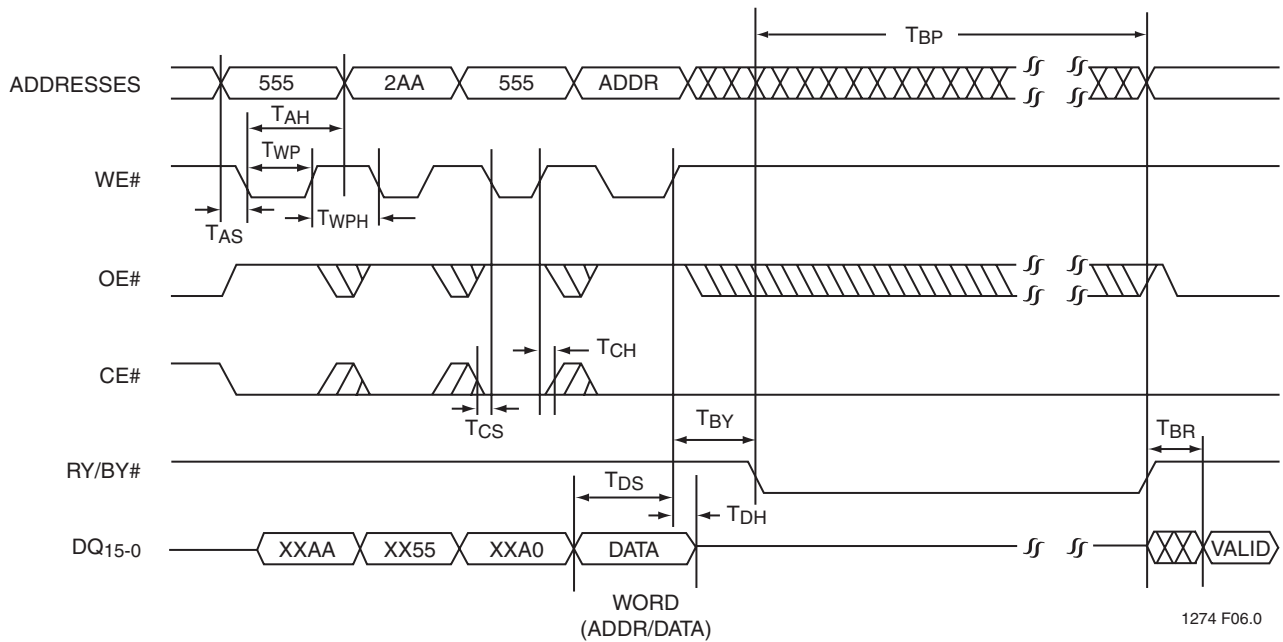 TBP
ADDRESSES 555 2AA 555 ADDR
TAH
TWP
WE#
TAS TWPH
OE#
TCH
CE#
TCS
TBY
TBR
RY/BY#
TDS
TDH
DQ15-0 XXAA XX55 XXA0 DATA VALID
WORD
(ADDR/DATA)
1274 F06.0